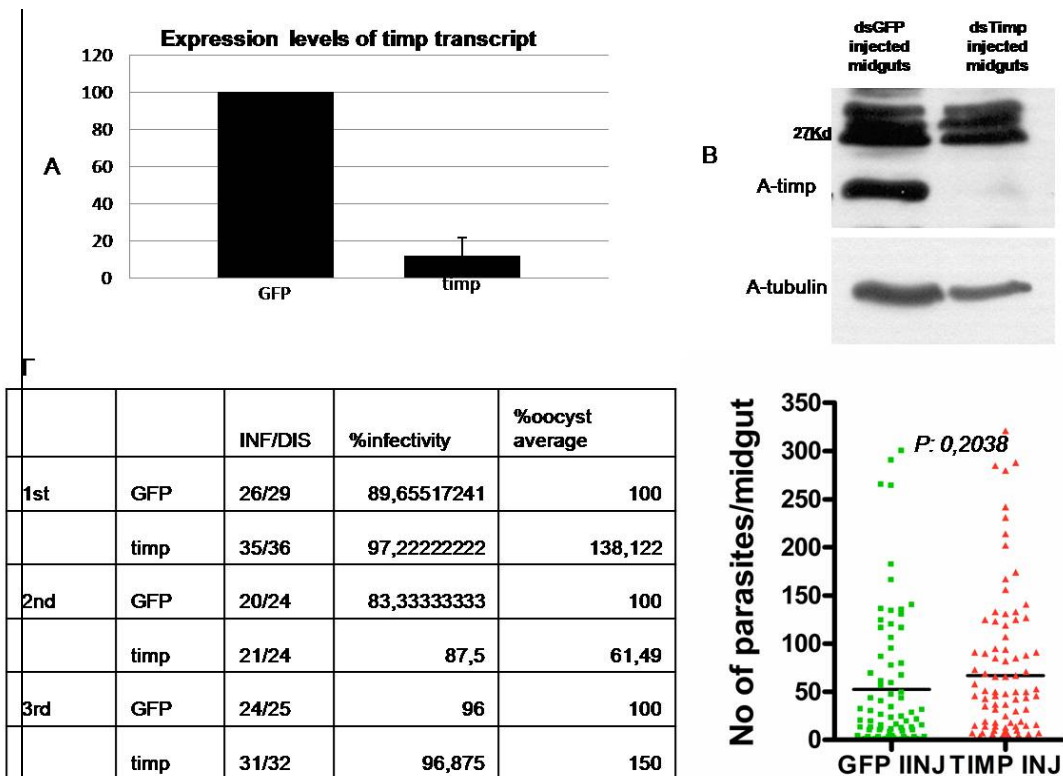 Expression levels of timp transcript
120
100
80
60
40
20
0
GFP
timp
A
dsGFP injected midguts
dsTimp injected midguts
27Kd
B
A-timp
A-tubulin
Γ
INF/DIS %infectivity %oocyst average
1st GFP 26/29 89,65517241 100
timp 35/36 97,22222222 138,122
2nd GFP 20/24 83,33333333 100
timp 21/24 87,5 61,49
3rd GFP 24/25 96 100
timp 31/32 96,875 150
No of parasites/midgut
350
300
250
200
150
100
50
0
P: 0,2038
GFP IINJ TIMP INJ